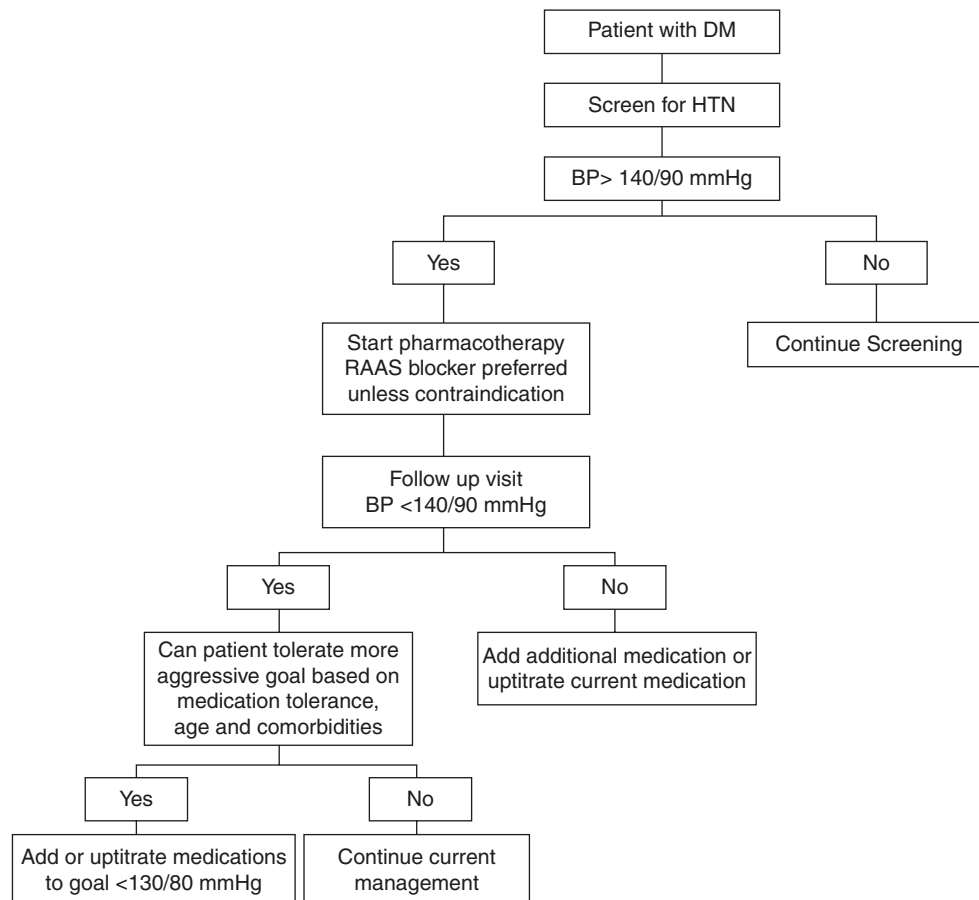 Patient with DM
Screen for HTN
BP> 140/90 mmHg
Yes
No
Start pharmacotherapy
RAAS blocker preferred
unless contraindication
Continue Screening
Follow up visit
BP <140/90 mmHg
Yes
No
Can patient tolerate more
aggressive goal based on
medication tolerance,
age and comorbidities
Add additional medication or
uptitrate current medication
Yes
No
Add or uptitrate medications
to goal <130/80 mmHg
Continue current
management